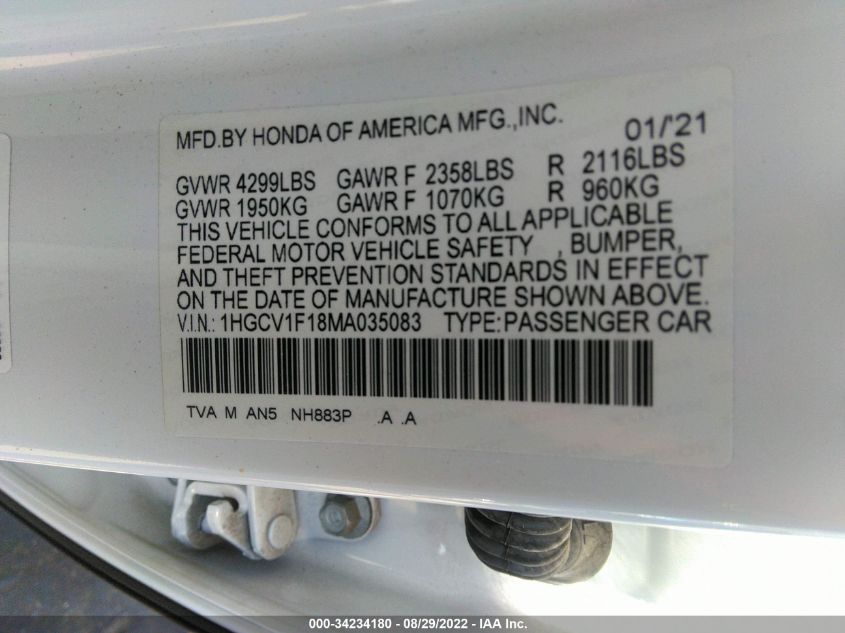 MFD.BY HONDA OF AMERICA MFG.,INC. 01/'21
GVWR 4299LBS GAWR F 2358LBS R 2116LBS
GVWR 1950KG GAWR F 1070KG R 960KG
THIS VEHICLE CONFORMS TO ALL APPLICABLE
FEDERAL MOTOR VEHICLE SAFETY , BUMPER,
AND THEFT PREVENTION STANDARDS IN EFFECT
ON THE DATE OF MANUFACTURE SHOWN ABOVE.
V.I.N.: 1HGCV1F18MA035083 TYPE:PASSENGER CAR
TVA M AN5 NH883P .A .A
000-34234180 - 08/29/2022 - IAA Inc.